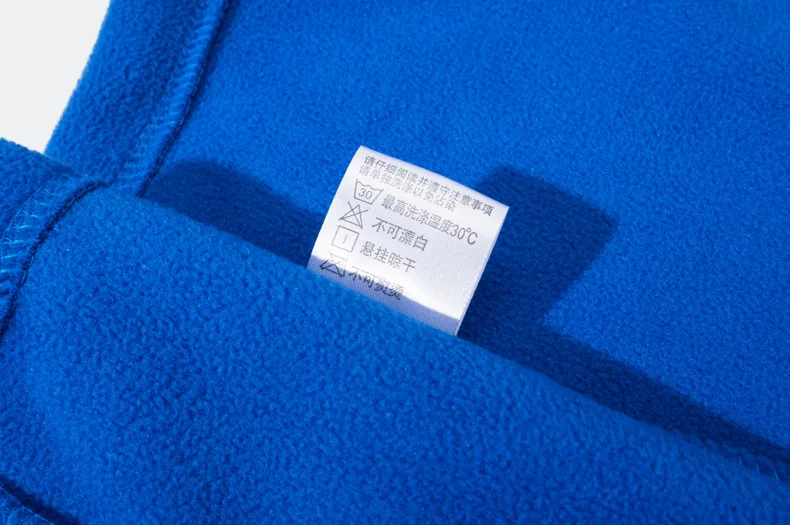 请仔细阅读并遵守注意事项
请单独洗涤以免沾染
30 最高洗涤温度30℃
不可漂白
悬挂晾干
不可熨烫